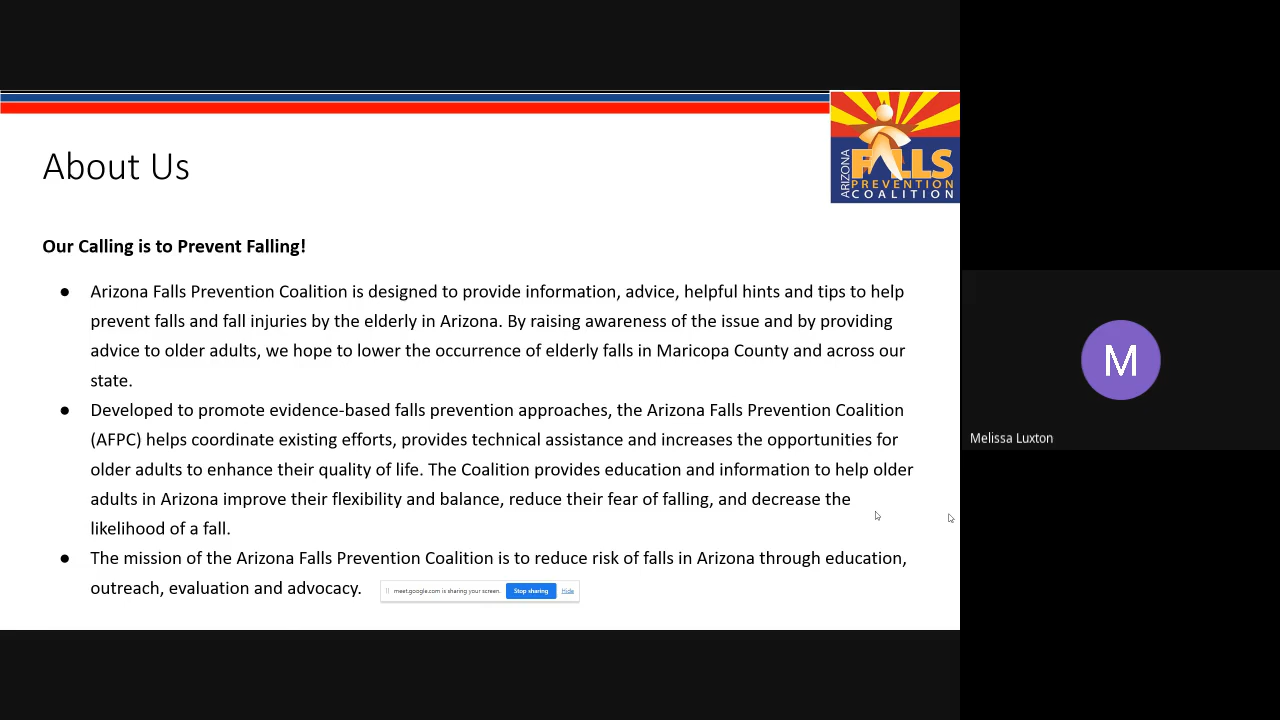 About Us
ARIZONA
FALLS
PREVENTION
COALITION
Our Calling is to Prevent Falling!
● Arizona Falls Prevention Coalition is designed to provide information, advice, helpful hints and tips to help
prevent falls and fall injuries by the elderly in Arizona. By raising awareness of the issue and by providing
advice to older adults, we hope to lower the occurrence of elderly falls in Maricopa County and across our
state.
● Developed to promote evidence-based falls prevention approaches, the Arizona Falls Prevention Coalition
(AFPC) helps coordinate existing efforts, provides technical assistance and increases the opportunities for
older adults to enhance their quality of life. The Coalition provides education and information to help older
adults in Arizona improve their flexibility and balance, reduce their fear of falling, and decrease the
likelihood of a fall.
● The mission of the Arizona Falls Prevention Coalition is to reduce risk of falls in Arizona through education,
outreach, evaluation and advocacy.
meet.google.com is sharing your screen. Stop sharing Hide
M
Melissa Luxton